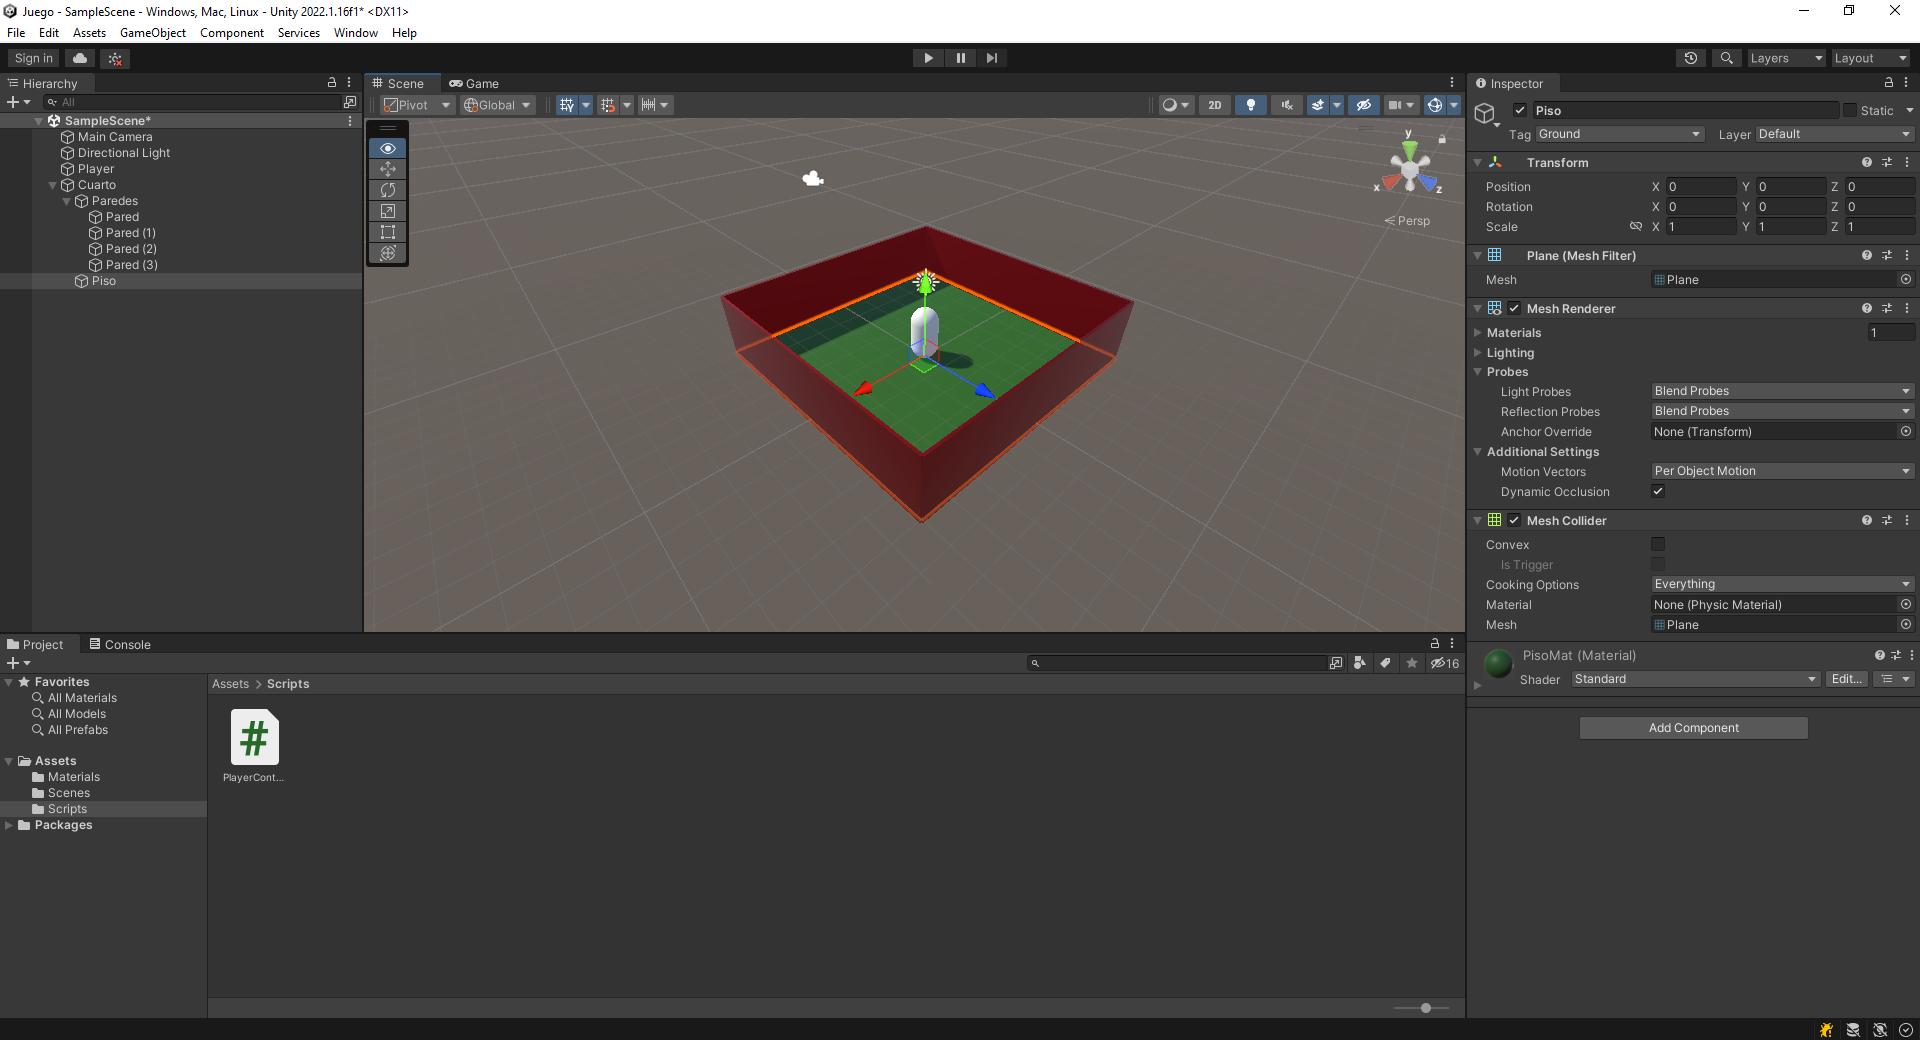 Juego - SampleScene - Windows, Mac, Linux - Unity 2022.1.16f1* <DX11>
File Edit Assets GameObject Component Services Window Help
Sign in
Layers
Layout
Hierarchy
All
SampleScene*
Main Camera
Directional Light
Player
Cuarto
Paredes
Pared
Pared (1)
Pared (2)
Pared (3)
Piso
Scene
Game
Pivot
Global
2D
y
x
z
Persp
Inspector
Piso
Static
Tag Ground
Layer Default
Transform
Position X 0 Y 0 Z 0
Rotation X 0 Y 0 Z 0
Scale X 1 Y 1 Z 1
Plane (Mesh Filter)
Mesh Plane
Mesh Renderer
Materials 1
Lighting
Probes
Light Probes Blend Probes
Reflection Probes Blend Probes
Anchor Override None (Transform)
Additional Settings
Motion Vectors Per Object Motion
Dynamic Occlusion
Mesh Collider
Convex
Is Trigger
Cooking Options Everything
Material None (Physic Material)
Mesh Plane
PisoMat (Material)
Shader Standard Edit...
Add Component
Project
Console
16
Favorites
All Materials
All Models
All Prefabs
Assets
Materials
Scenes
Scripts
Packages
Assets > Scripts
#
PlayerCont...